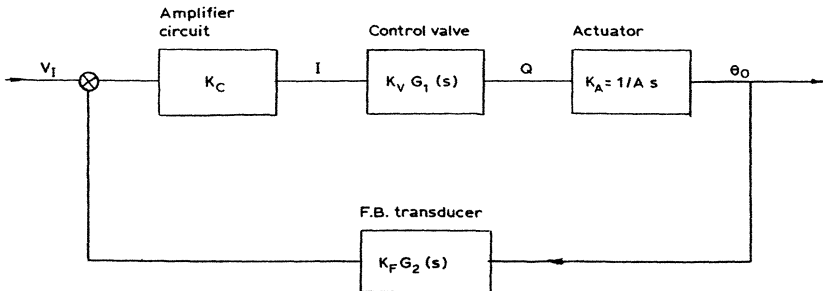 Amplifier
circuit
Control valve
Actuator
V_I
K_C
I
K_V G_1 (s)
Q
K_A = 1/A s
θ_O
F.B. transducer
K_F G_2 (s)